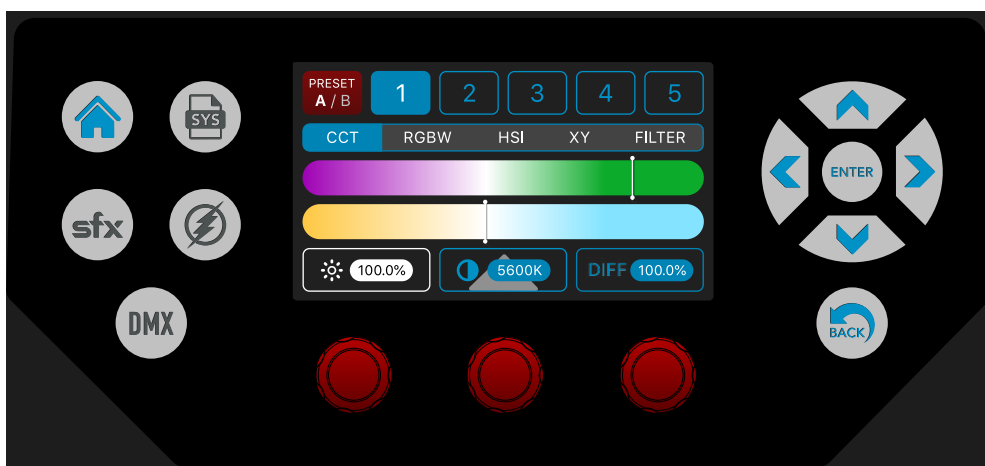 SYS
sfx
DMX
PRESET
A / B
1
2
3
4
5
CCT
RGBW
HSI
XY
FILTER
100.0%
5600K
DIFF 100.0%
ENTER
BACK